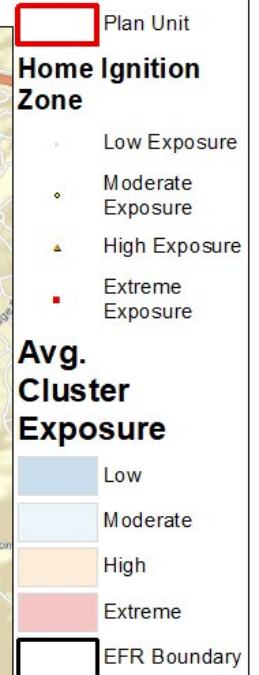 Plan Unit
Home Ignition
Zone
Low Exposure
Moderate
Exposure
High Exposure
Extreme
Exposure
Avg.
Cluster
Exposure
Low
Moderate
High
Extreme
EFR Boundary